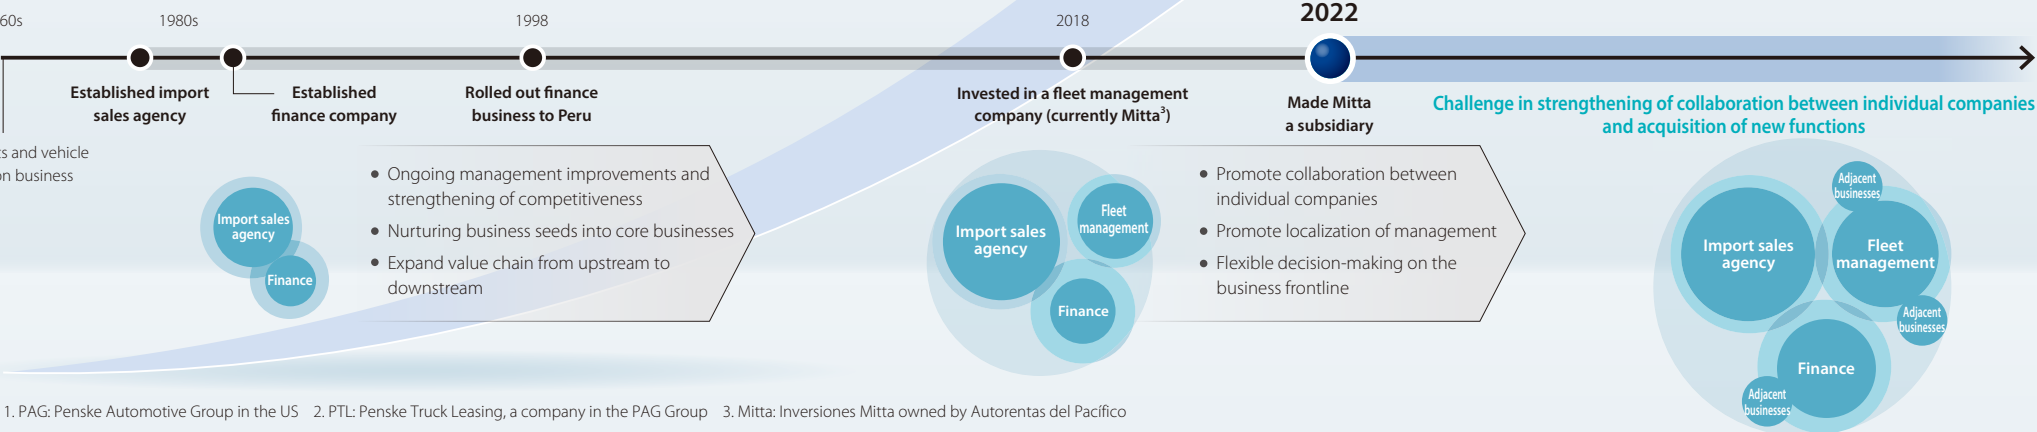 60s
1980s
1998
2018
2022
Established import
sales agency
Established
finance company
Rolled out finance
business to Peru
Invested in a fleet management
company (currently Mitta3)
Made Mitta
a subsidiary
Challenge in strengthening of collaboration between individual companies
and acquisition of new functions
s and vehicle
on business
Import sales
agency
Finance
• Ongoing management improvements and
strengthening of competitiveness
• Nurturing business seeds into core businesses
• Expand value chain from upstream to
downstream
Import sales
agency
Fleet
management
Finance
• Promote collaboration between
individual companies
• Promote localization of management
• Flexible decision-making on the
business frontline
Import sales
agency
Adjacent
businesses
Fleet
management
Adjacent
businesses
Finance
Adjacent
businesses
1. PAG: Penske Automotive Group in the US 2. PTL: Penske Truck Leasing, a company in the PAG Group 3. Mitta: Inversiones Mitta owned by Autorentas del Pacífico